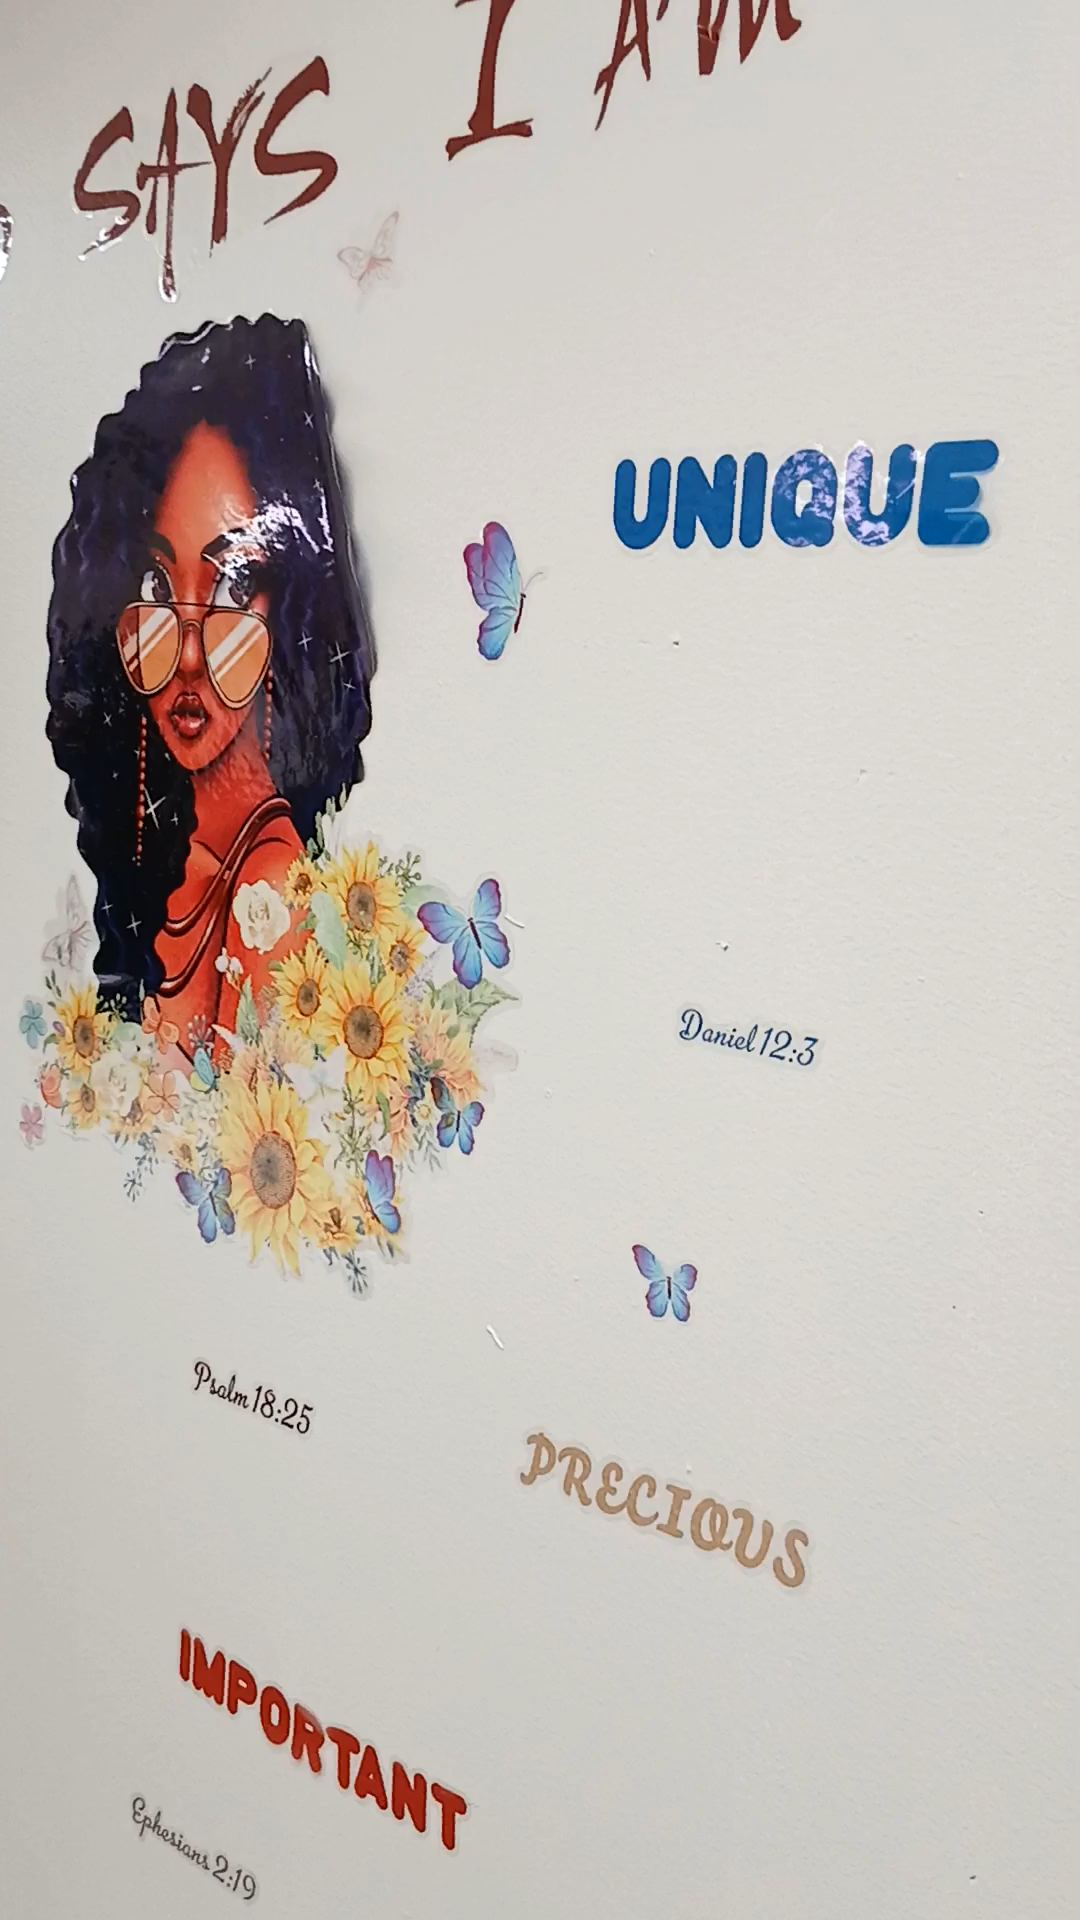 SAYS I AM
UNIQUE
Daniel 12:3
Psalm 18:25
PRECIOUS
IMPORTANT
Ephesians 2:19